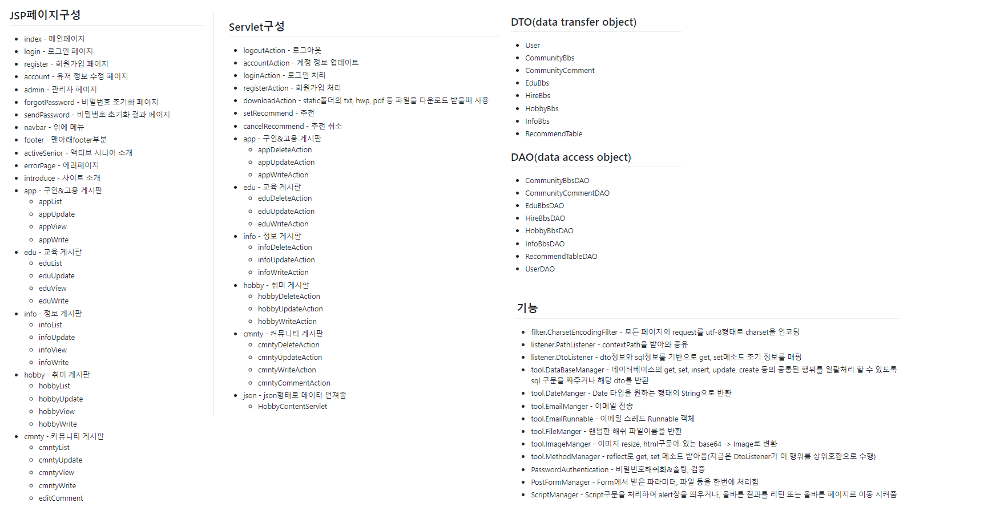 JSP페이지구성
index - 메인페이지
login - 로그인 페이지
register - 회원가입 페이지
account - 유저 정보 수정 페이지
admin - 관리자 페이지
forgotPassword - 비밀번호 초기화 페이지
sendPassword - 비밀번호 초기화 결과 페이지
navbar - 위에 메뉴
footer - 맨아래footer부분
activeSenior - 액티브 시니어 소개
errorPage - 에러페이지
introduce - 사이트 소개
app - 구인&고용 게시판
appList
appUpdate
appView
appWrite
edu - 교육 게시판
eduList
eduUpdate
eduView
eduWrite
info - 정보 게시판
infoList
infoUpdate
infoView
infoWrite
hobby - 취미 게시판
hobbyList
hobbyUpdate
hobbyView
hobbyWrite
cmnty - 커뮤니티 게시판
cmntyList
cmntyUpdate
cmntyView
cmntyWrite
editComment
Servlet구성
logoutAction - 로그아웃
accountAction - 계정 정보 업데이트
loginAction - 로그인 처리
registerAction - 회원가입 처리
downloadAction - static폴더의 txt, hwp, pdf 등 파일을 다운로드 받을때 사용
setRecommend - 추천
cancelRecommend - 추천 취소
app - 구인&고용 게시판
appDeleteAction
appUpdateAction
appWriteAction
edu - 교육 게시판
eduDeleteAction
eduUpdateAction
eduWriteAction
info - 정보 게시판
infoDeleteAction
infoUpdateAction
infoWriteAction
hobby - 취미 게시판
hobbyDeleteAction
hobbyUpdateAction
hobbyWriteAction
cmnty - 커뮤니티 게시판
cmntyDeleteAction
cmntyUpdateAction
cmntyWriteAction
cmntyCommentAction
json - json형태로 데이터 던져줌
HobbyContentServlet
DTO(data transfer object)
User
CommunityBbs
CommunityComment
EduBbs
HireBbs
HobbyBbs
InfoBbs
RecommendTable
DAO(data access object)
CommunityBbsDAO
CommunityCommentDAO
EduBbsDAO
HireBbsDAO
HobbyBbsDAO
InfoBbsDAO
RecommendTableDAO
UserDAO
기능
filter.CharsetEncodingFilter - 모든 페이지의 request를 utf-8형태로 charset을 인코딩
listener.PathListener - contextPath을 받아와 공유
listener.DtoListener - dto정보와 sql정보를 기반으로 get, set메소드 초기 정보를 매핑
tool.DataBaseManager - 데이터베이스의 get, set, insert, update, create 등의 공통된 행위를 일괄처리 할 수 있도록
sql 구문을 짜주거나 해당 dto를 반환
tool.DateManger - Date 타입을 원하는 형태의 String으로 반환
tool.EmailManger - 이메일 전송
tool.EmailRunnable - 이메일 스레드 Runnable 객체
tool.FileManger - 랜덤한 해쉬 파일이름을 반환
tool.ImageManger - 이미지 resize, html구문에 있는 base64 -> Image로 변환
tool.MethodManager - reflect로 get, set 메소드 받아옴(지금은 DtoListener가 이 행위를 상위호환으로 수행)
PasswordAuthentication - 비밀번호해쉬화&솔팅, 검증
PostFormManager - Form에서 받은 파라미터, 파일 등을 한번에 처리함
ScriptManager - Script구문을 처리하여 alert창을 띄우거나, 올바른 결과를 리턴 또는 올바른 페이지로 이동 시켜줌